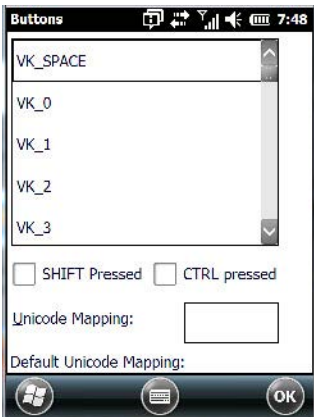 Buttons 7:48
VK_SPACE
VK_0
VK_1
VK_2
VK_3
SHIFT Pressed CTRL pressed
Unicode Mapping:
Default Unicode Mapping:
OK